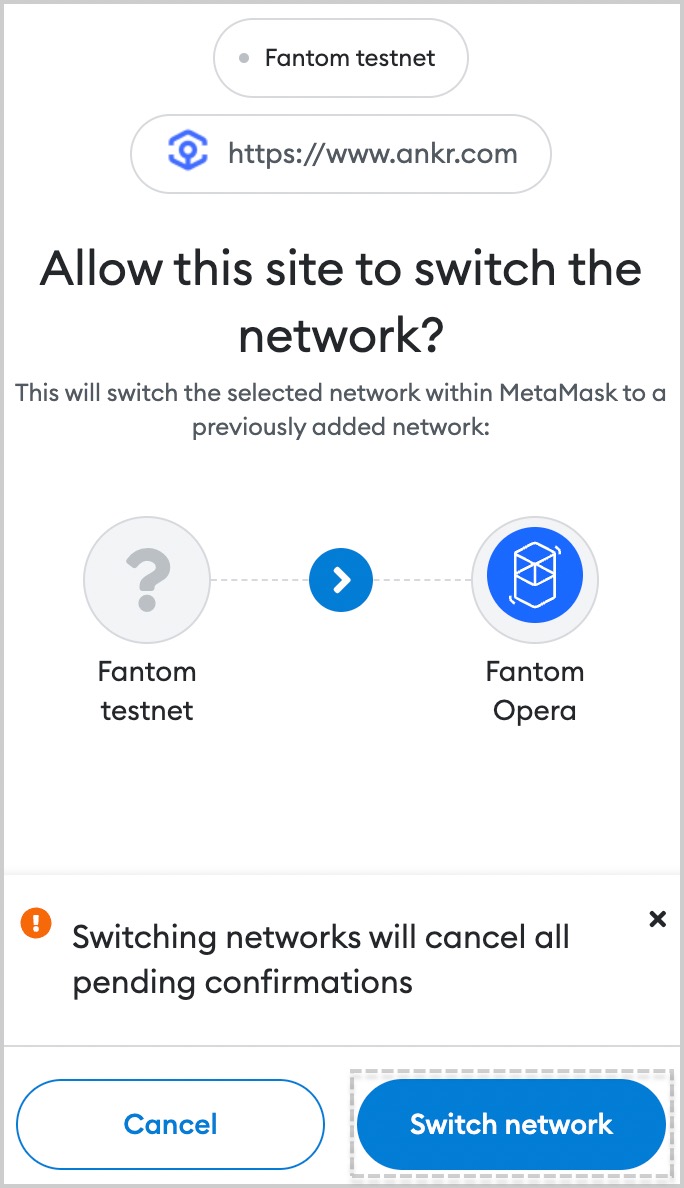 Fantom testnet
https://www.ankr.com
Allow this site to switch the
network?
This will switch the selected network within MetaMask to a
previously added network:
?
Fantom
testnet
Fantom
Opera
!
Switching networks will cancel all
pending confirmations
Cancel
Switch network